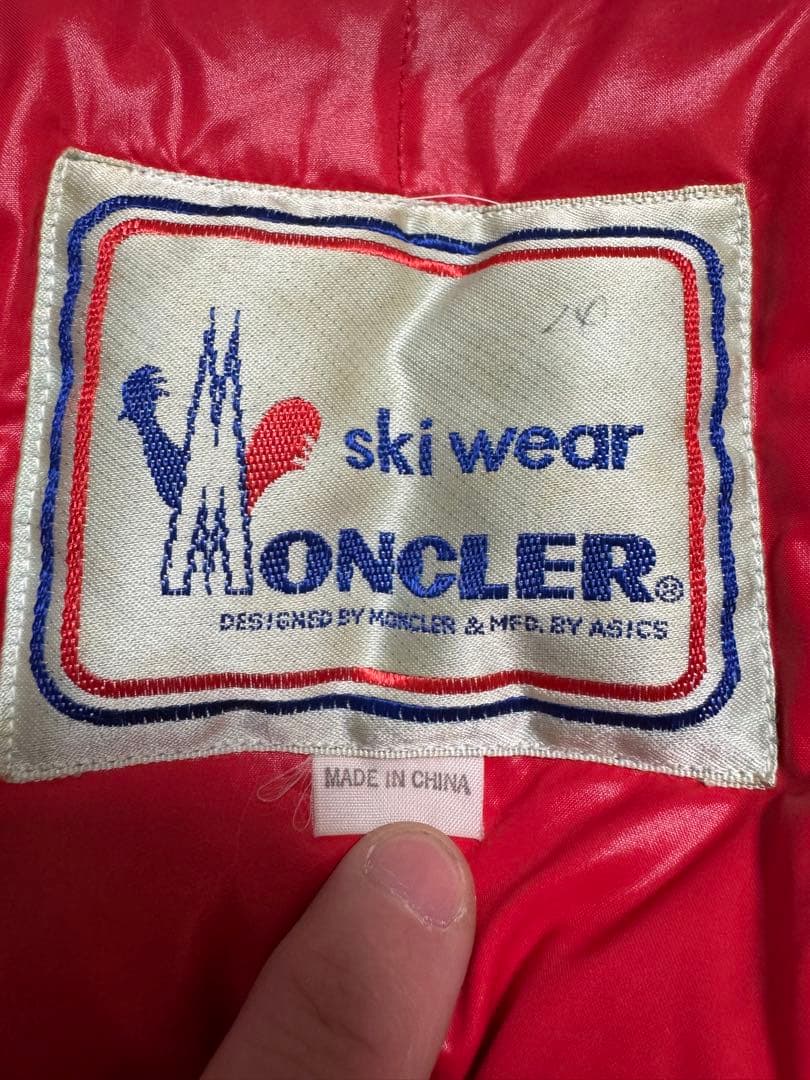 ski wear
MONCLER®
DESIGNED BY MONCLER & MFD. BY ASICS
MADE IN CHINA